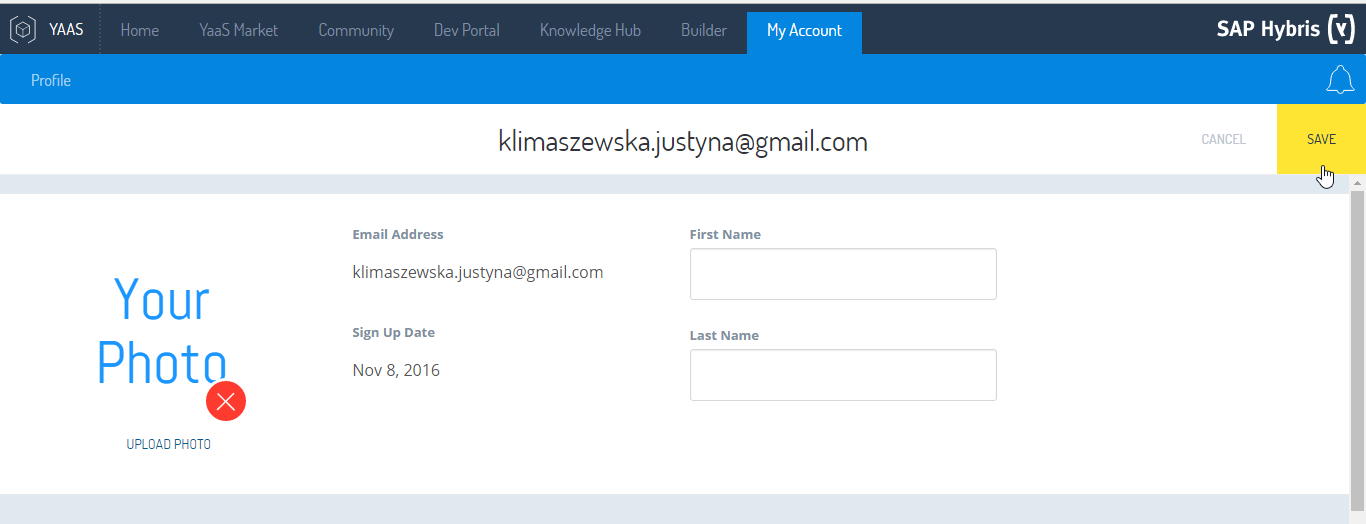 YAAS Home YaaS Market Community Dev Portal Knowledge Hub Builder My Account SAP Hybris (Y)
Profile
klimaszewska.justyna@gmail.com CANCEL SAVE
Email Address First Name
klimaszewska.justyna@gmail.com
Sign Up Date Last Name
Nov 8, 2016
Your
Photo
UPLOAD PHOTO